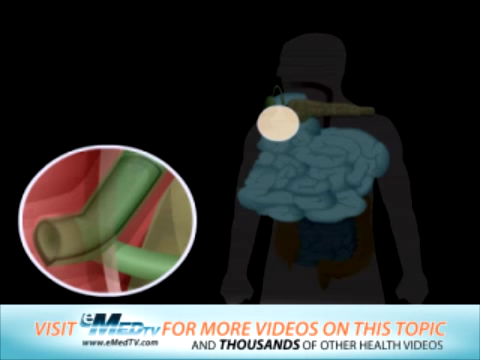 VISIT eMEDTV FOR MORE VIDEOS ON THIS TOPIC
www.eMedTV.com AND THOUSANDS OF OTHER HEALTH VIDEOS